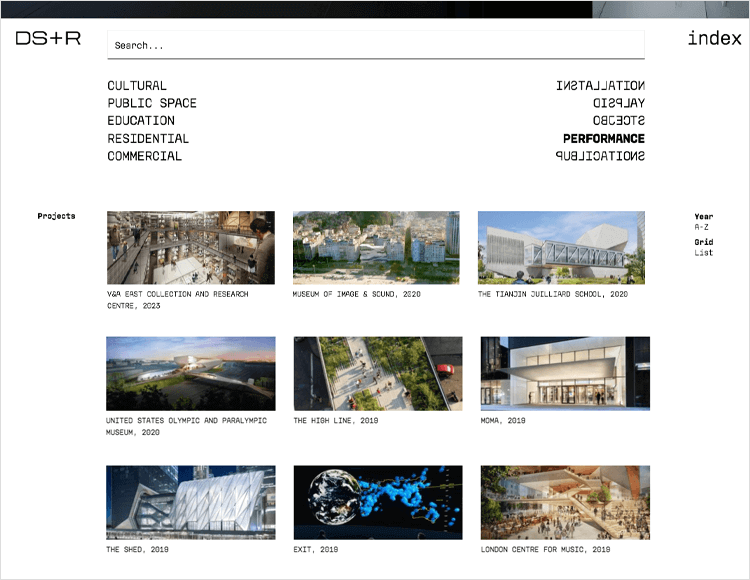 DS+R
Search...
index
CULTURAL
PUBLIC SPACE
EDUCATION
RESIDENTIAL
COMMERCIAL
INSTALLATION
DISPLAY
OBJECTS
PERFORMANCE
PUBLICATIONS
Projects
Year
A-Z
Grid
List
V&A EAST COLLECTION AND RESEARCH
CENTRE, 2023
MUSEUM OF IMAGE & SOUND, 2020
THE TIANJIN JUILLIARD SCHOOL, 2020
UNITED STATES OLYMPIC AND PARALYMPIC
MUSEUM, 2020
THE HIGH LINE, 2019
MOMA, 2019
THE SHED, 2019
EXIT, 2019
LONDON CENTRE FOR MUSIC, 2019